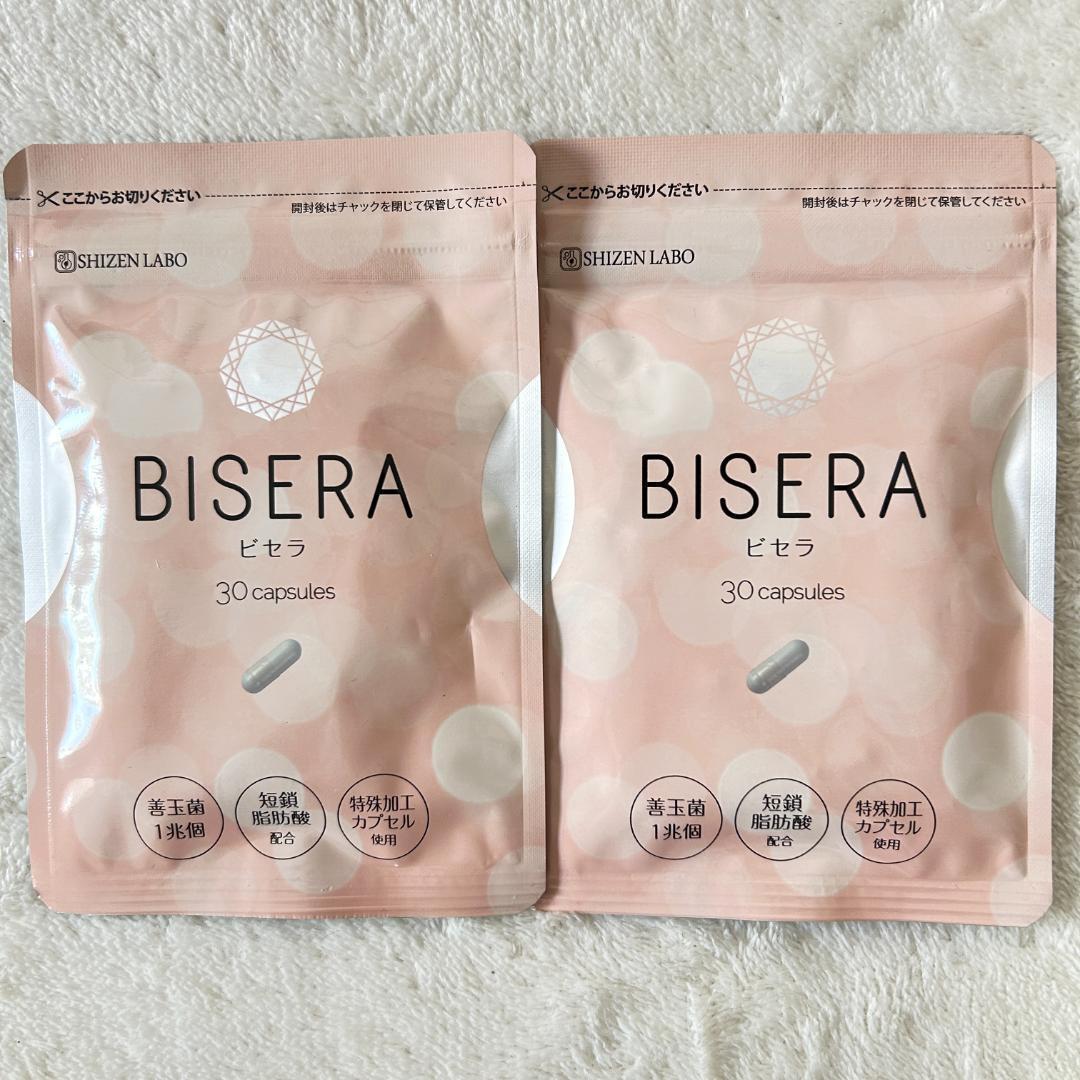 ここからお切りください
開封後はチャックを閉じて保管してください
SHIZEN LABO
BISERA
ビセラ
30 capsules
善玉菌
1兆個
短鎖
脂肪酸
配合
特殊加工
カプセル
使用
ここからお切りください
開封後はチャックを閉じて保管してください
SHIZEN LABO
BISERA
ビセラ
30 capsules
善玉菌
1兆個
短鎖
脂肪酸
配合
特殊加工
カプセル
使用